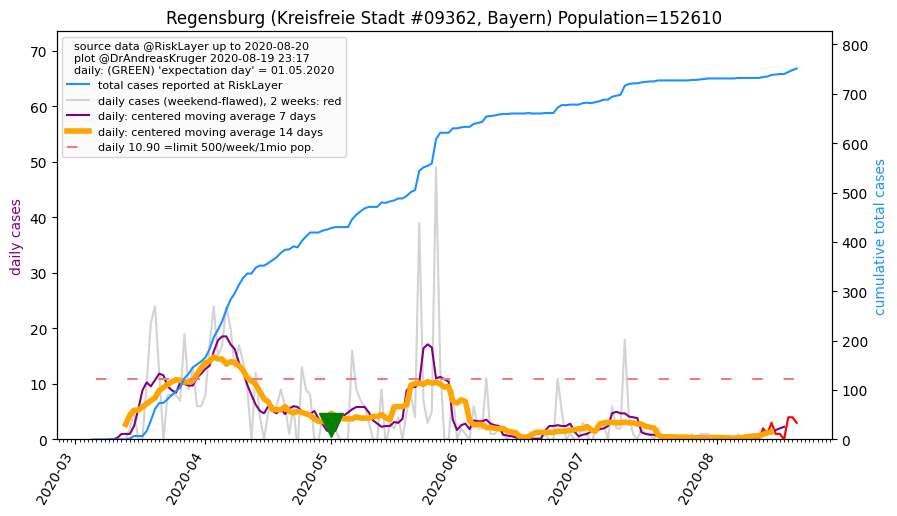 Regensburg (Kreisfreie Stadt #09362, Bayern) Population=152610
source data @RiskLayer up to 2020-08-20
plot @DrAndreasKruger 2020-08-19 23:17
daily: (GREEN) 'expectation day' = 01.05.2020
total cases reported at RiskLayer
daily cases (weekend-flawed), 2 weeks: red
daily: centered moving average 7 days
daily: centered moving average 14 days
daily 10.90 =limit 500/week/1mio pop.
daily cases
70
60
50
40
30
20
10
0
cumulative total cases
800
700
600
500
400
300
200
100
0
2020-03
2020-04
2020-05
2020-06
2020-07
2020-08